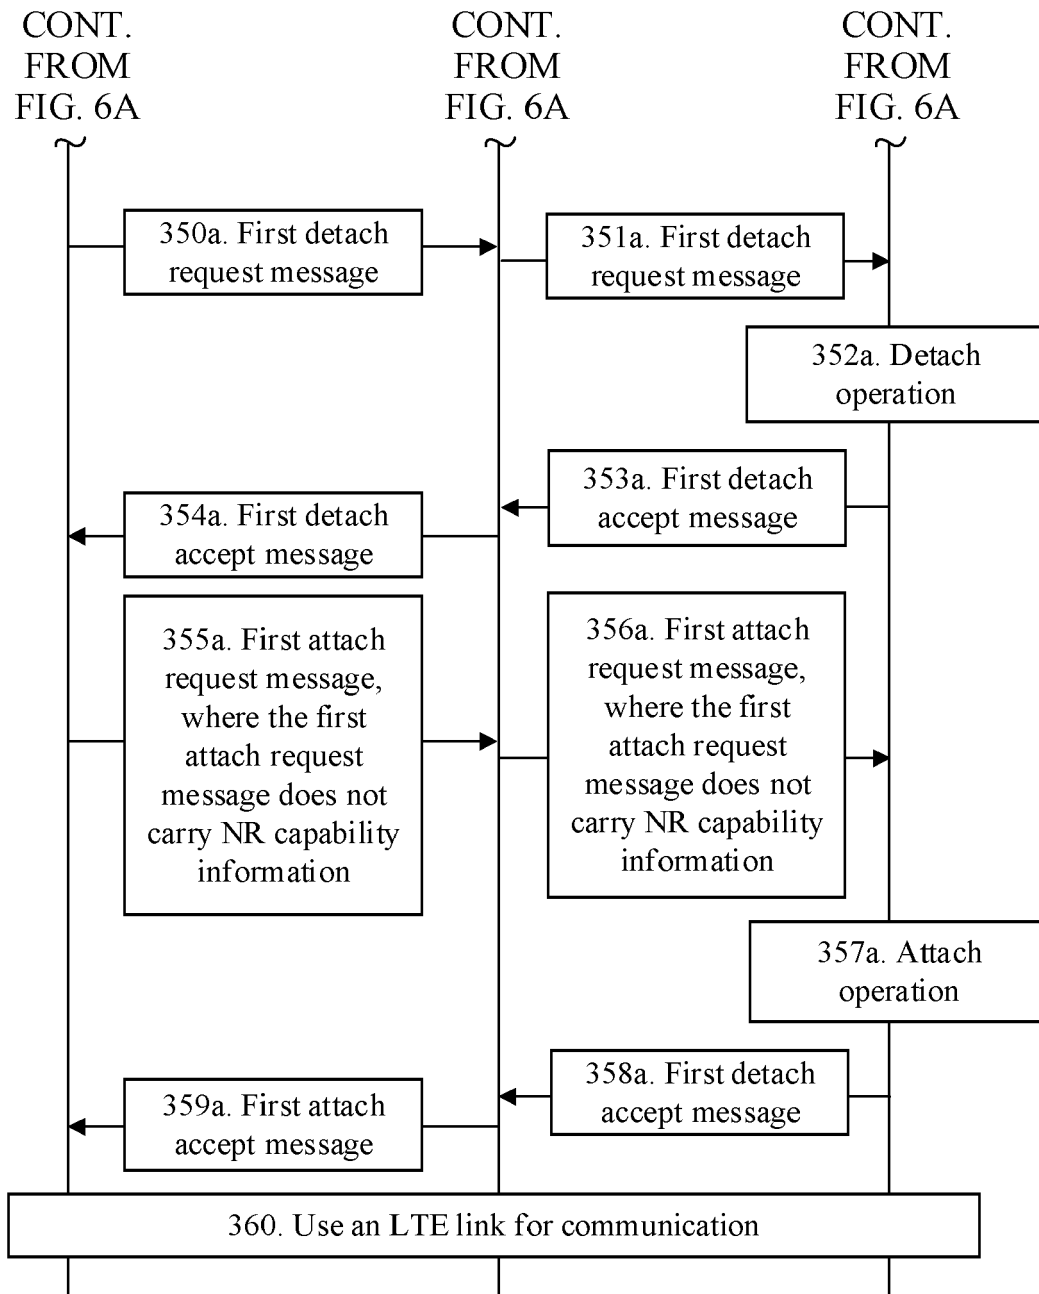 CONT.
FROM
FIG. 6A
CONT.
FROM
FIG. 6A
CONT.
FROM
FIG. 6A
350a. First detach
request message
351a. First detach
request message
352a. Detach
operation
353a. First detach
accept message
354a. First detach
accept message
355a. First attach
request message,
where the first
attach request
message does not
carry NR capability
information
356a. First attach
request message,
where the first
attach request
message does not
carry NR capability
information
357a. Attach
operation
358a. First detach
accept message
359a. First attach
accept message
360. Use an LTE link for communication